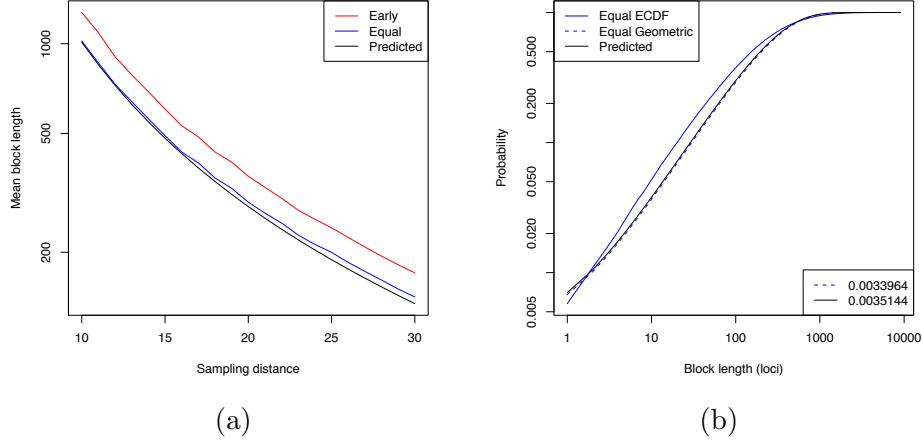 Early
Equal
Predicted
1000
500
200
Mean block length
10
15
20
25
30
Sampling distance
(a)
Equal ECDF
Equal Geometric
Predicted
0.500
0.200
0.050
0.020
0.005
Probability
0.0033964
0.0035144
1
10
100
1000
10000
Block length (loci)
(b)